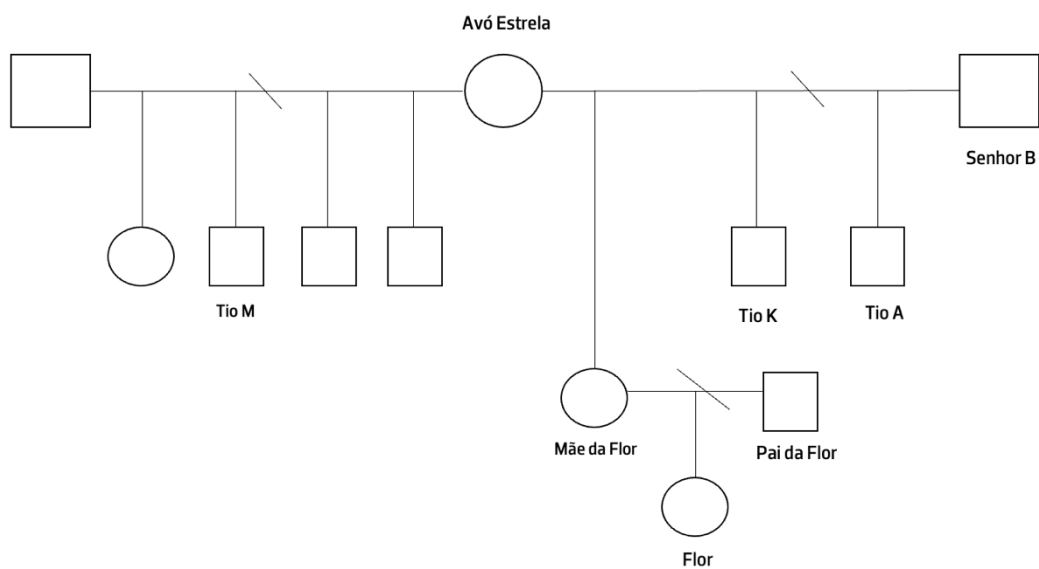 Avó Estrela
Senhor B
Tio M
Tio K
Tio A
Mãe da Flor
Pai da Flor
Flor